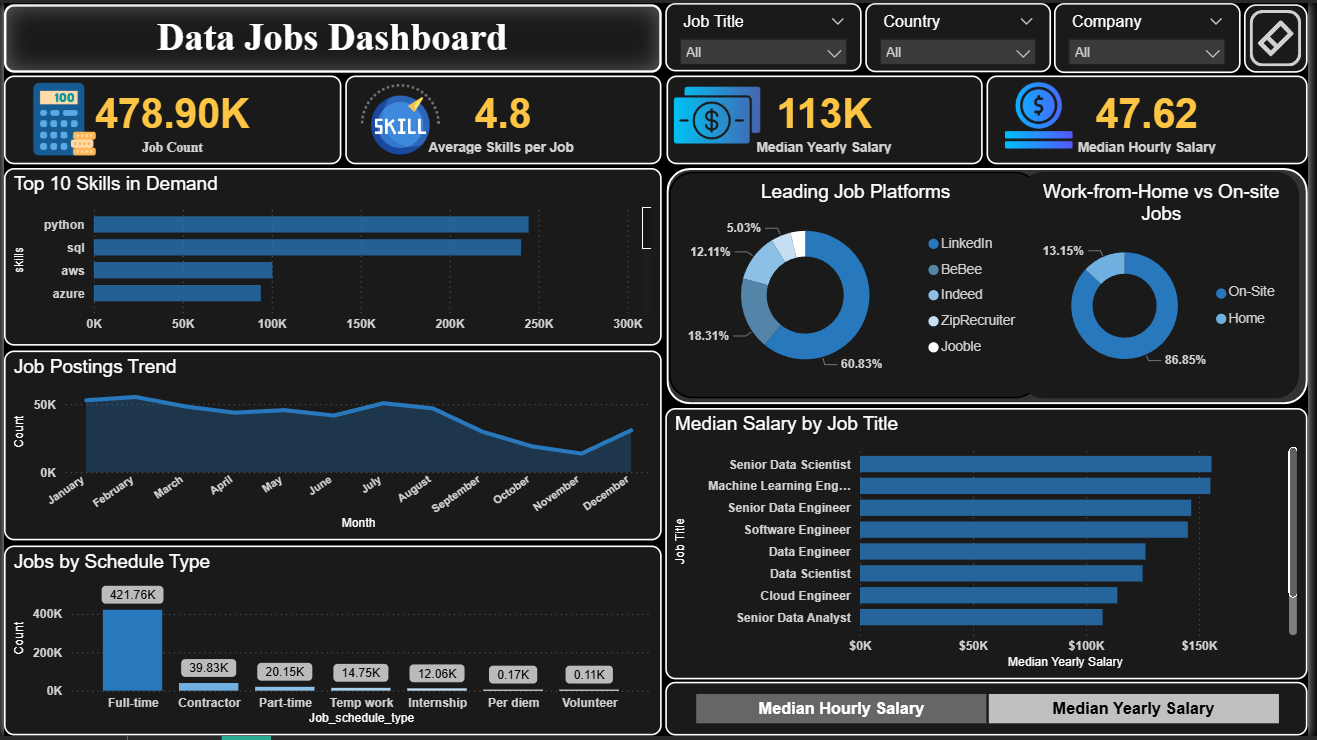 Data Jobs Dashboard
Job Title
All
Country
All
Company
All
100
478.90K
Job Count
SKILL
4.8
Average Skills per Job
$
113K
Median Yearly Salary
$
47.62
Median Hourly Salary
Top 10 Skills in Demand
skills
python
sql
aws
azure
0K 50K 100K 150K 200K 250K 300K
Leading Job Platforms
5.03%
12.11%
18.31%
60.83%
LinkedIn
BeBee
Indeed
ZipRecruiter
Jooble
Work-from-Home vs On-site
Jobs
13.15%
86.85%
On-Site
Home
Job Postings Trend
Count
50K
0K
January February March April May June July August September October November December
Month
Median Salary by Job Title
Job Title
Senior Data Scientist
Machine Learning Eng...
Senior Data Engineer
Software Engineer
Data Engineer
Data Scientist
Cloud Engineer
Senior Data Analyst
$0K $50K $100K $150K
Median Yearly Salary
Jobs by Schedule Type
Count
400K
200K
0K
421.76K 39.83K 20.15K 14.75K 12.06K 0.17K 0.11K
Full-time Contractor Part-time Temp work Internship Per diem Volunteer
Job_schedule_type
Median Hourly Salary
Median Yearly Salary